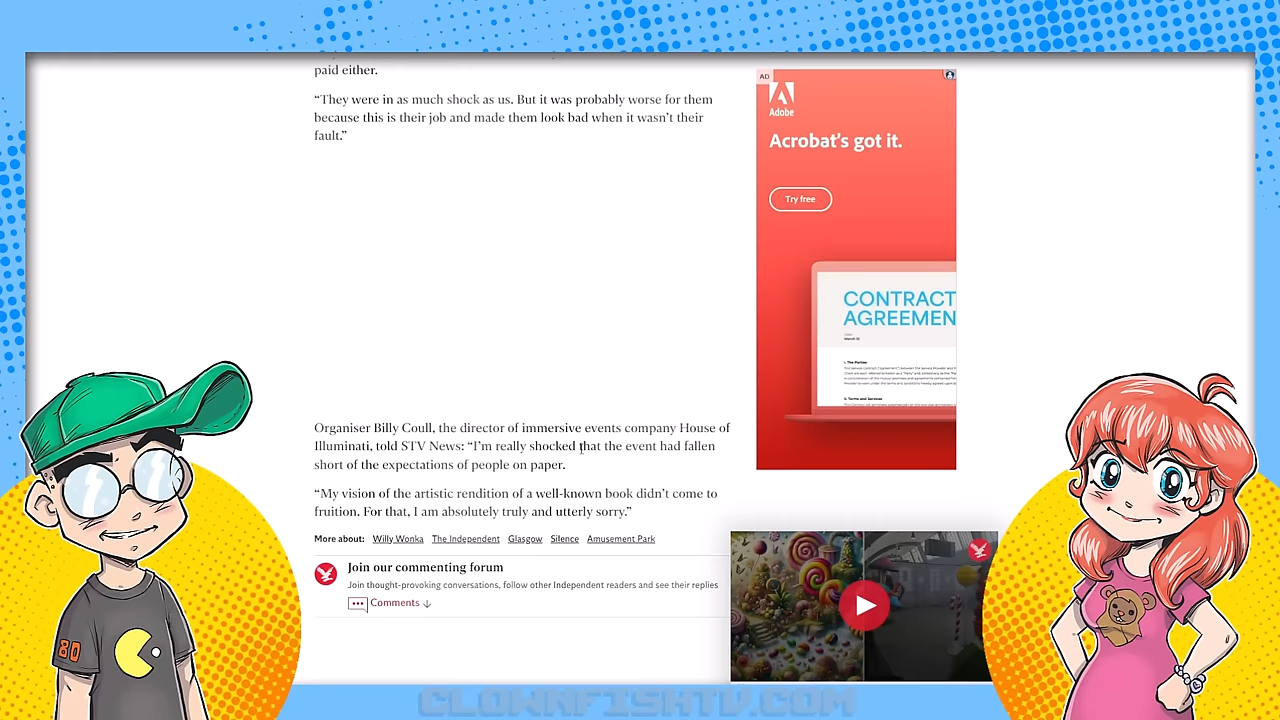 paid either.
“They were in as much shock as us. But it was probably worse for them
because this is their job and made them look bad when it wasn’t their
fault.”
AD
Adobe
Acrobat’s got it.
Try free
CONTRACT
AGREEMEN
Organiser Billy Coull, the director of immersive events company House of
Illuminati, told STV News: “I’m really shocked that the event had fallen
short of the expectations of people on paper.
“My vision of the artistic rendition of a well-known book didn’t come to
fruition. For that, I am absolutely truly and utterly sorry.”
More about: Willy Wonka The Independent Glasgow Silence Amusement Park
Join our commenting forum
Join thought-provoking conversations, follow other Independent readers and see their replies
Comments
80
CLOWNFISHTV.COM